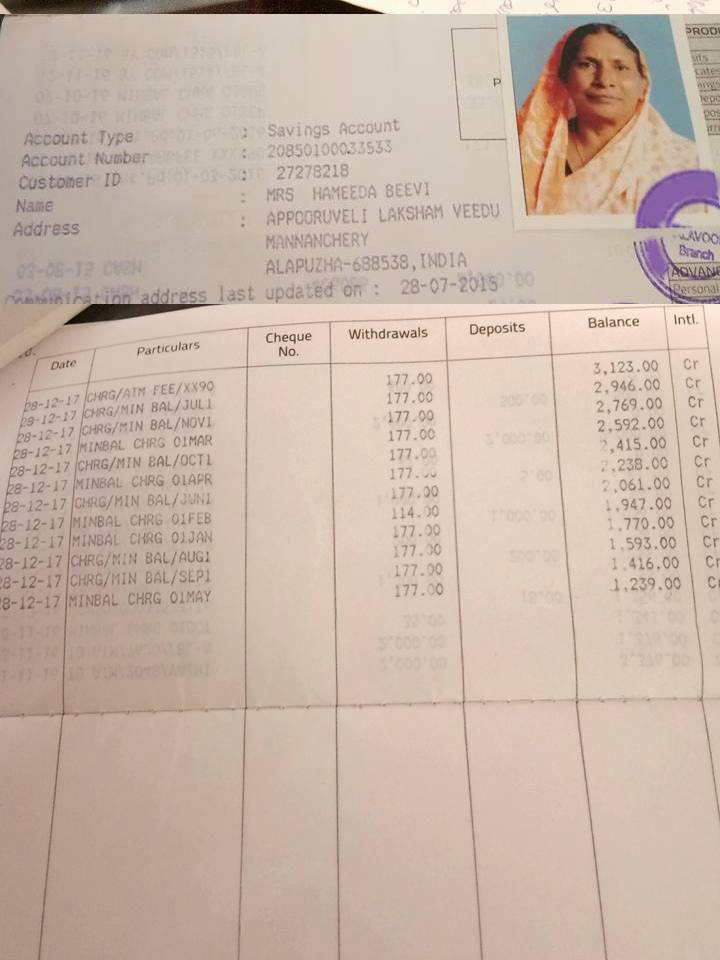 PRODU
Account Type : Savings Account
Account Number : 20850100033533
Customer ID : 27278218
Name : MRS HAMEEDA BEEVI
Address : APPOORUVELI LAKSHAM VEEDU
MANNANCHERY
ALAPUZHA-688538,INDIA
Communication address last updated on : 28-07-2015
Branch
ADVANC
Personal
Date Particulars Cheque No. Withdrawals Deposits Balance Intl.
28-12-17 CHRG/ATM FEE/XX90 177.00 3,123.00 Cr
28-12-17 CHRG/MIN BAL/JUL1 177.00 2,946.00 Cr
28-12-17 CHRG/MIN BAL/NOV1 177.00 2,769.00 Cr
28-12-17 MINBAL CHRG 01MAR 177.00 2,592.00 Cr
28-12-17 CHRG/MIN BAL/OCT1 177.00 2,415.00 Cr
28-12-17 MINBAL CHRG 01APR 177.00 2,238.00 Cr
28-12-17 CHRG/MIN BAL/JUN1 177.00 2,061.00 Cr
28-12-17 MINBAL CHRG 01FEB 114.00 1,947.00 Cr
28-12-17 MINBAL CHRG 01JAN 177.00 1,770.00 Cr
28-12-17 CHRG/MIN BAL/AUG1 177.00 1,593.00 Cr
28-12-17 CHRG/MIN BAL/SEP1 177.00 1,416.00 Cr
28-12-17 MINBAL CHRG 01MAY 177.00 1,239.00 Cr